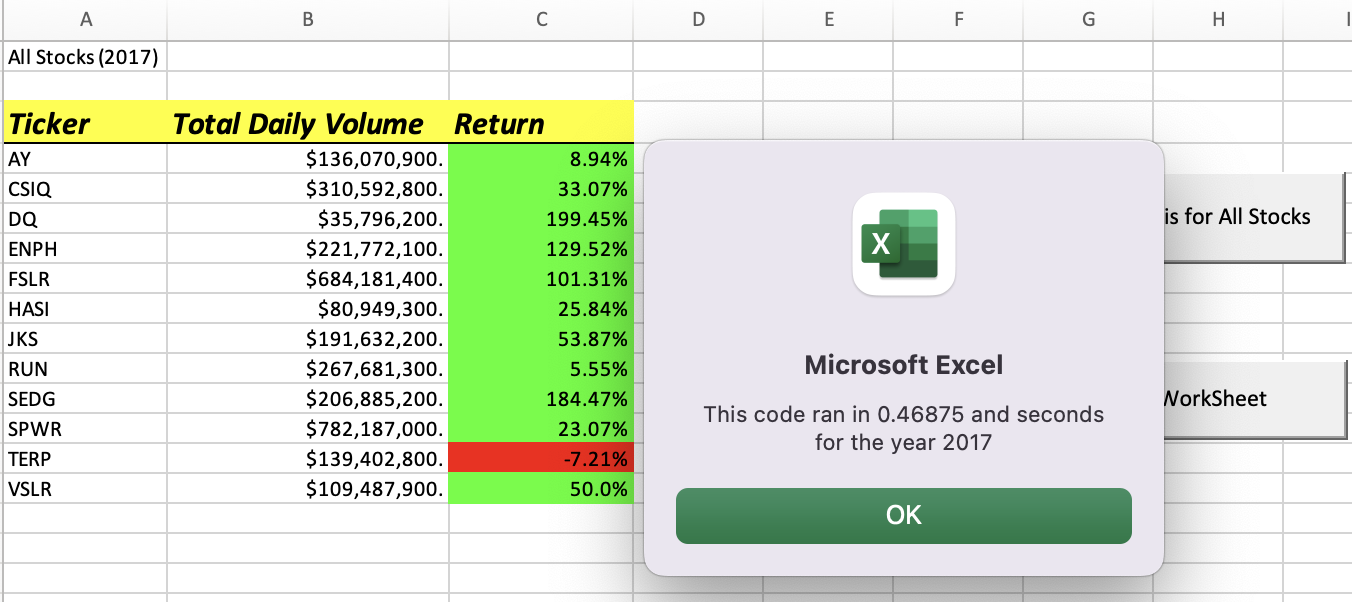 A B C D E F G H I
All Stocks (2017)
Ticker Total Daily Volume Return
AY $136,070,900. 8.94%
CSIQ $310,592,800. 33.07%
DQ $35,796,200. 199.45%
ENPH $221,772,100. 129.52%
FSLR $684,181,400. 101.31%
HASI $80,949,300. 25.84%
JKS $191,632,200. 53.87%
RUN $267,681,300. 5.55%
SEDG $206,885,200. 184.47%
SPWR $782,187,000. 23.07%
TERP $139,402,800. -7.21%
VSLR $109,487,900. 50.0%
X
Microsoft Excel
This code ran in 0.46875 and seconds
for the year 2017
OK
is for All Stocks
WorkSheet